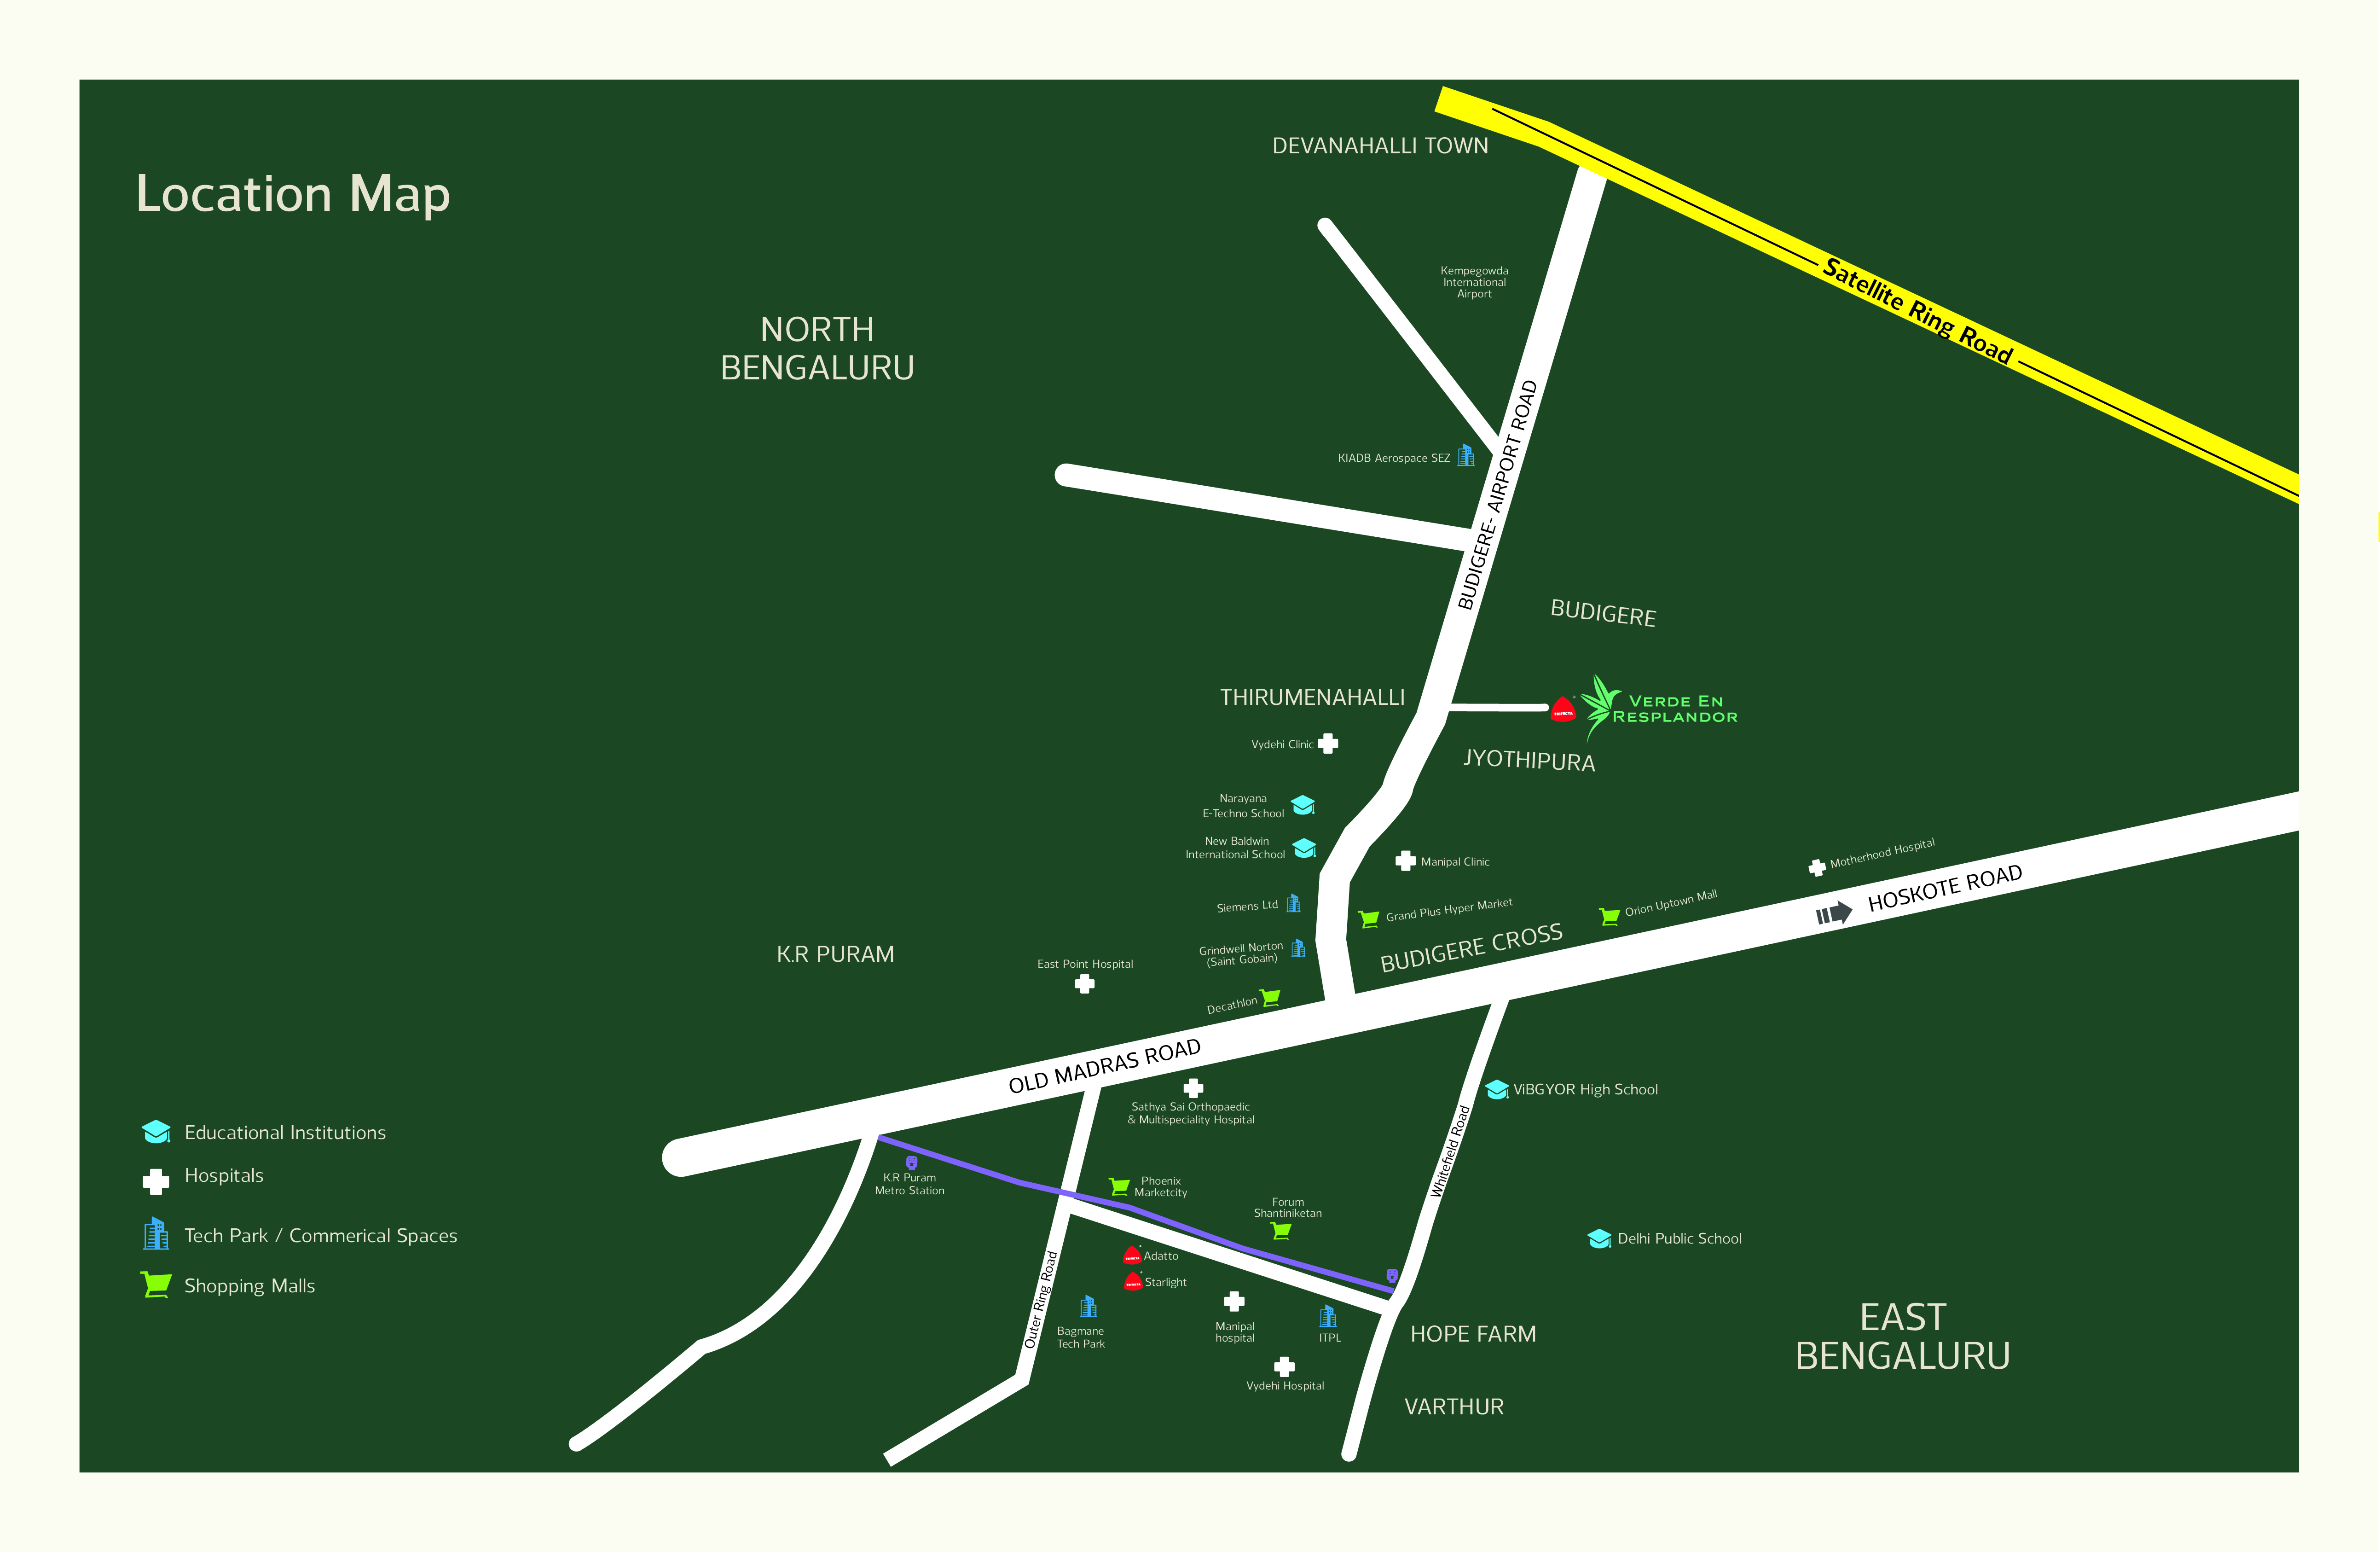 Location Map
DEVANAHALLI TOWN
Satellite Ring Road
Kempegowda
International
Airport
NORTH
BENGALURU
BUDIGERE- AIRPORT ROAD
KIADB Aerospace SEZ
BUDIGERE
THIRUMENAHALLI
TRIFECTA
VERDE EN
RESPLANDOR
Vydehi Clinic
JYOTHIPURA
Narayana
E-Techno School
New Baldwin
International School
Manipal Clinic
Motherhood Hospital
HOSKOTE ROAD
Siemens Ltd
Grand Plus Hyper Market
Orion Uptown Mall
BUDIGERE CROSS
Grindwell Norton
(Saint Gobain)
K.R PURAM
East Point Hospital
Decathlon
OLD MADRAS ROAD
Sathya Sai Orthopaedic
& Multispeciality Hospital
ViBGYOR High School
Whitefield Road
K.R Puram
Metro Station
Phoenix
Marketcity
Forum
Shantiniketan
Delhi Public School
Outer Ring Road
TRIFECTA
Adatto
TRIFECTA
Starlight
Bagmane
Tech Park
Manipal
hospital
ITPL
Vydehi Hospital
HOPE FARM
VARTHUR
EAST
BENGALURU
Educational Institutions
Hospitals
Tech Park / Commerical Spaces
Shopping Malls